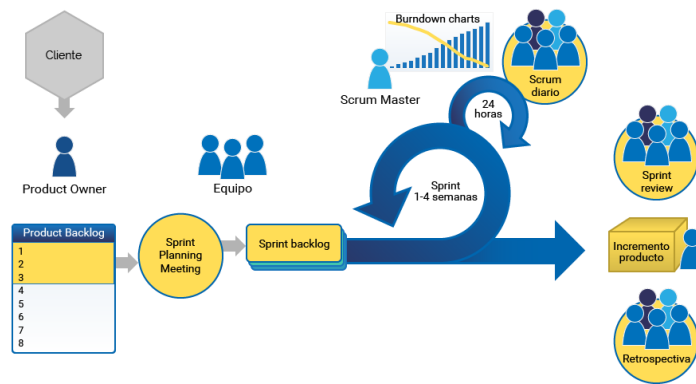 Cliente
Burndown charts
Scrum Master
Scrum
diario
24
horas
Product Owner
Equipo
Sprint
1-4 semanas
Sprint
review
Product Backlog
1
2
3
4
5
6
7
8
Sprint
Planning
Meeting
Sprint backlog
Incremento
producto
Retrospectiva